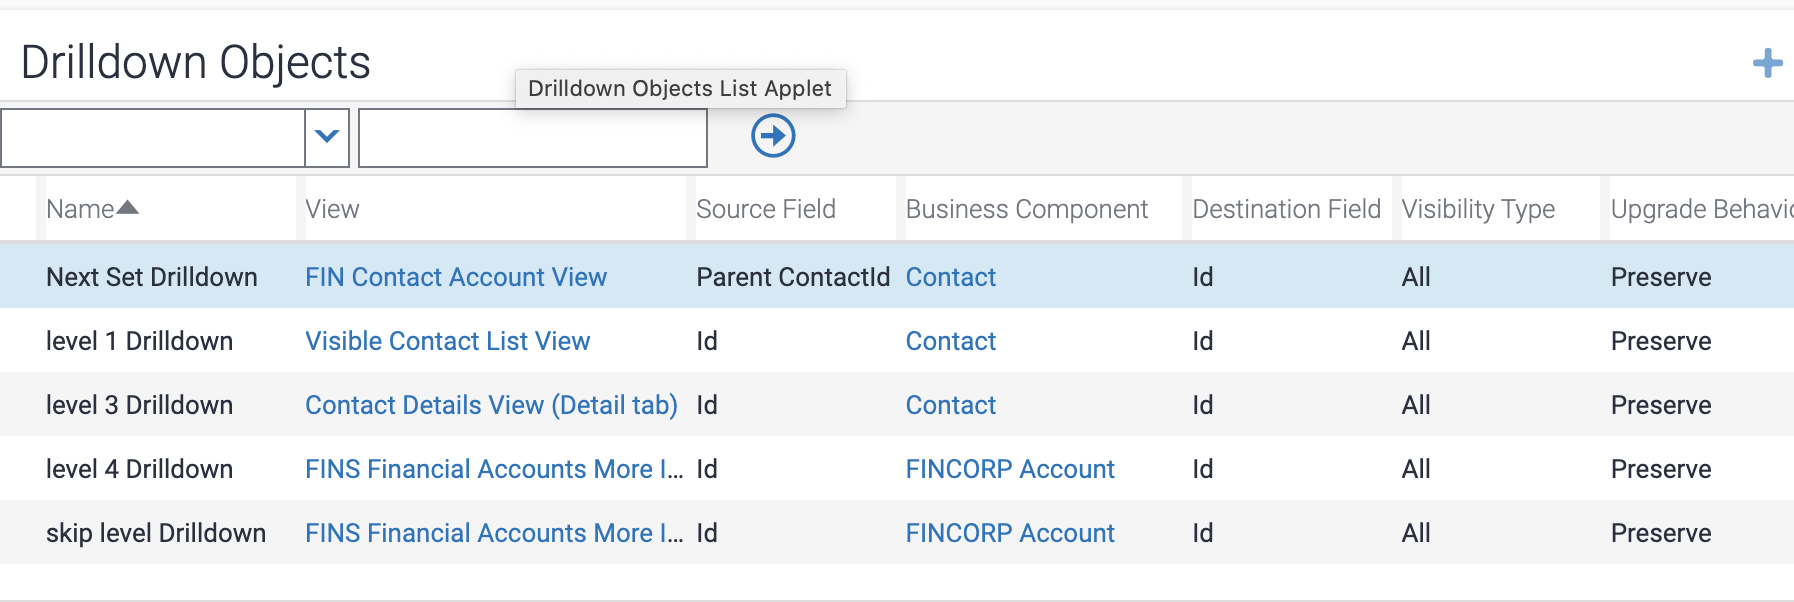 Drilldown Objects
Drilldown Objects List Applet
Name View Source Field Business Component Destination Field Visibility Type Upgrade Behavio
Next Set Drilldown FIN Contact Account View Parent ContactId Contact Id All Preserve
level 1 Drilldown Visible Contact List View Id Contact Id All Preserve
level 3 Drilldown Contact Details View (Detail tab) Id Contact Id All Preserve
level 4 Drilldown FINS Financial Accounts More I... Id FINCORP Account Id All Preserve
skip level Drilldown FINS Financial Accounts More I... Id FINCORP Account Id All Preserve